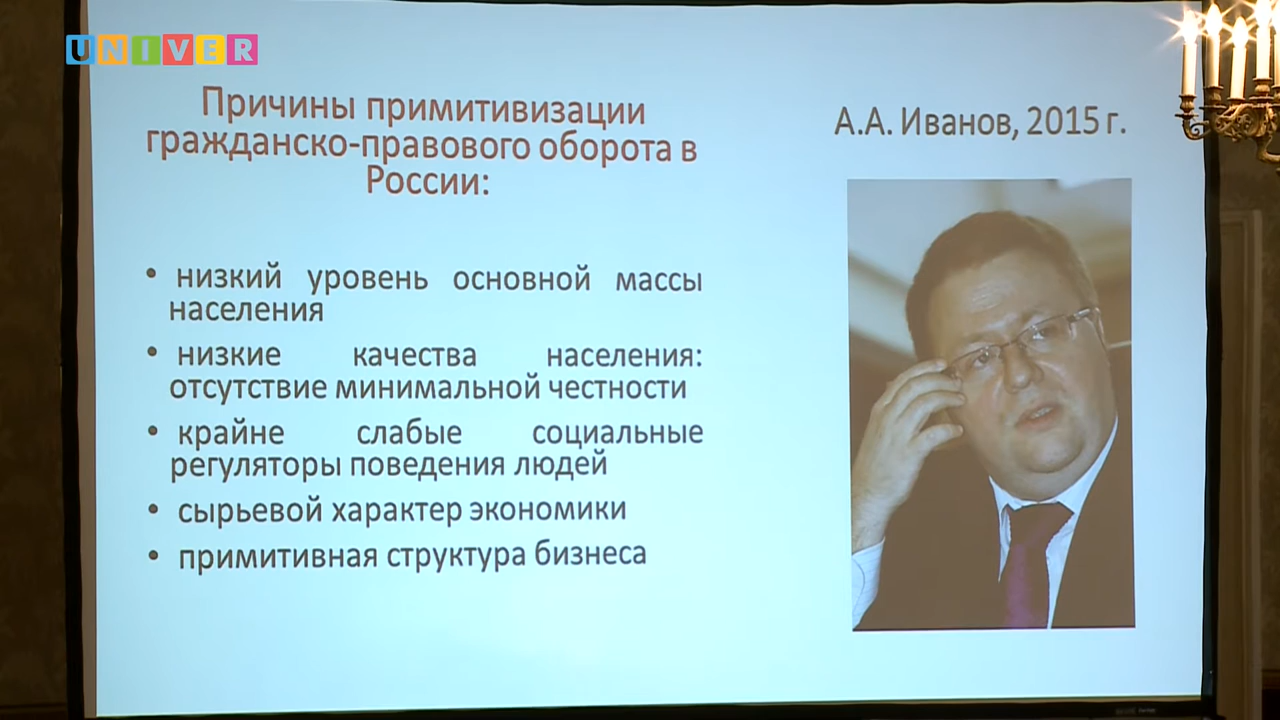 UNIVER
Причины примитивизации
гражданско-правового оборота в
России:
А.А. Иванов, 2015 г.
• низкий уровень основной массы
населения
• низкие качества населения:
отсутствие минимальной честности
• крайне слабые социальные
регуляторы поведения людей
• сырьевой характер экономики
• примитивная структура бизнеса